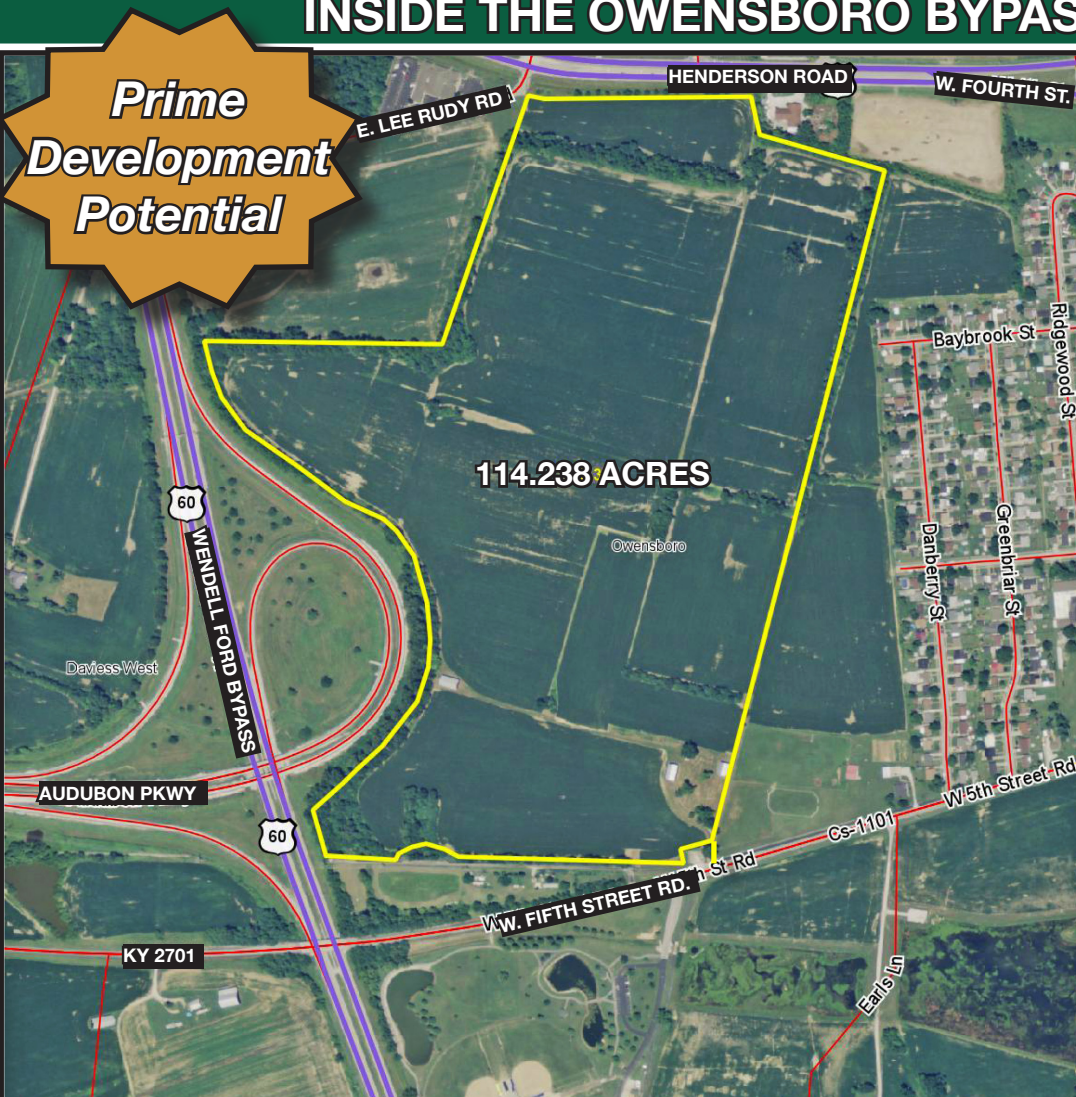 INSIDE THE OWENSBORO BYPAS
Prime
Development
Potential
HENDERSON ROAD
W. FOURTH ST.
E. LEE RUDY RD
Baybrook St
Ridgewood St
114.238 ACRES
60
WENDELL FORD BYPASS
Owensboro
Danberry St
Greenbriar St
Daviess West
AUDUBON PKWY
60
W 5th Street Rd
Cs-1101
St Rd
W. FIFTH STREET RD.
KY 2701
Earls Ln